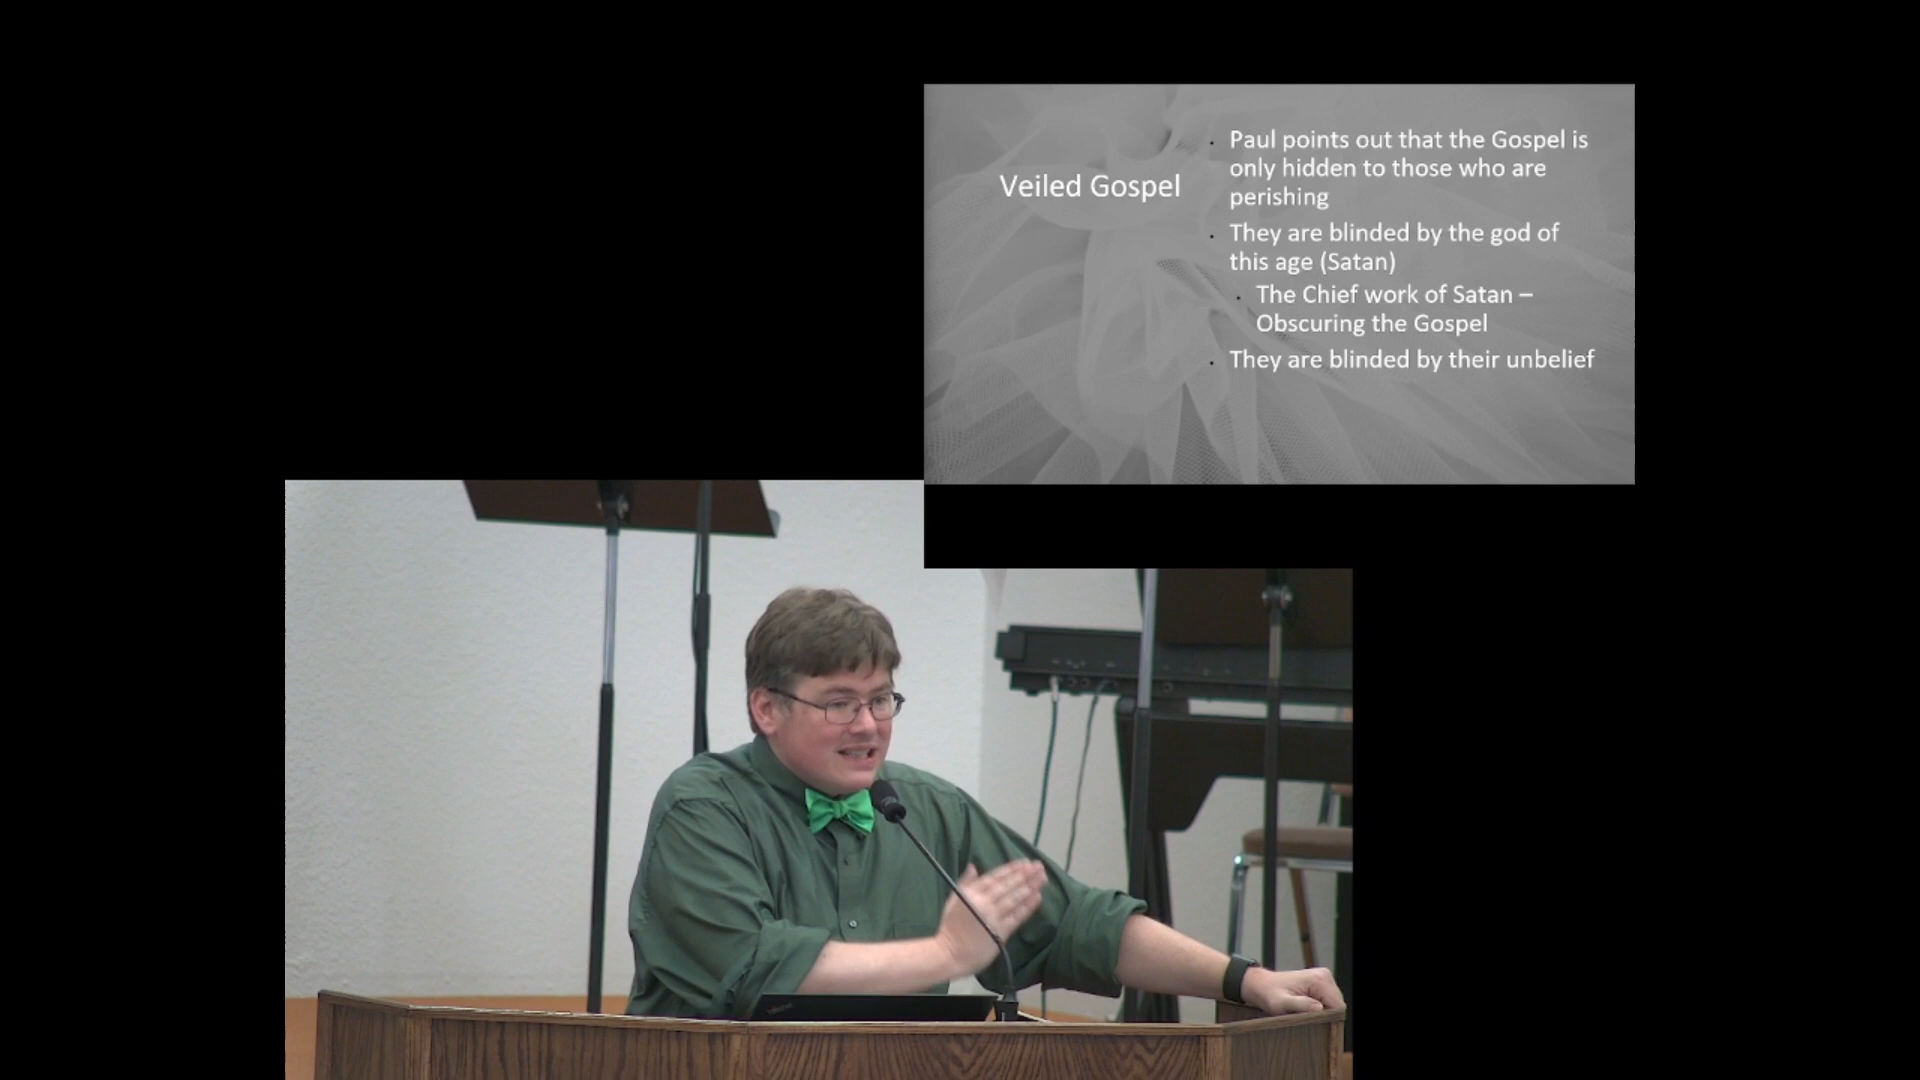 Veiled Gospel
Paul points out that the Gospel is
only hidden to those who are
perishing
They are blinded by the god of
this age (Satan)
The Chief work of Satan –
Obscuring the Gospel
They are blinded by their unbelief